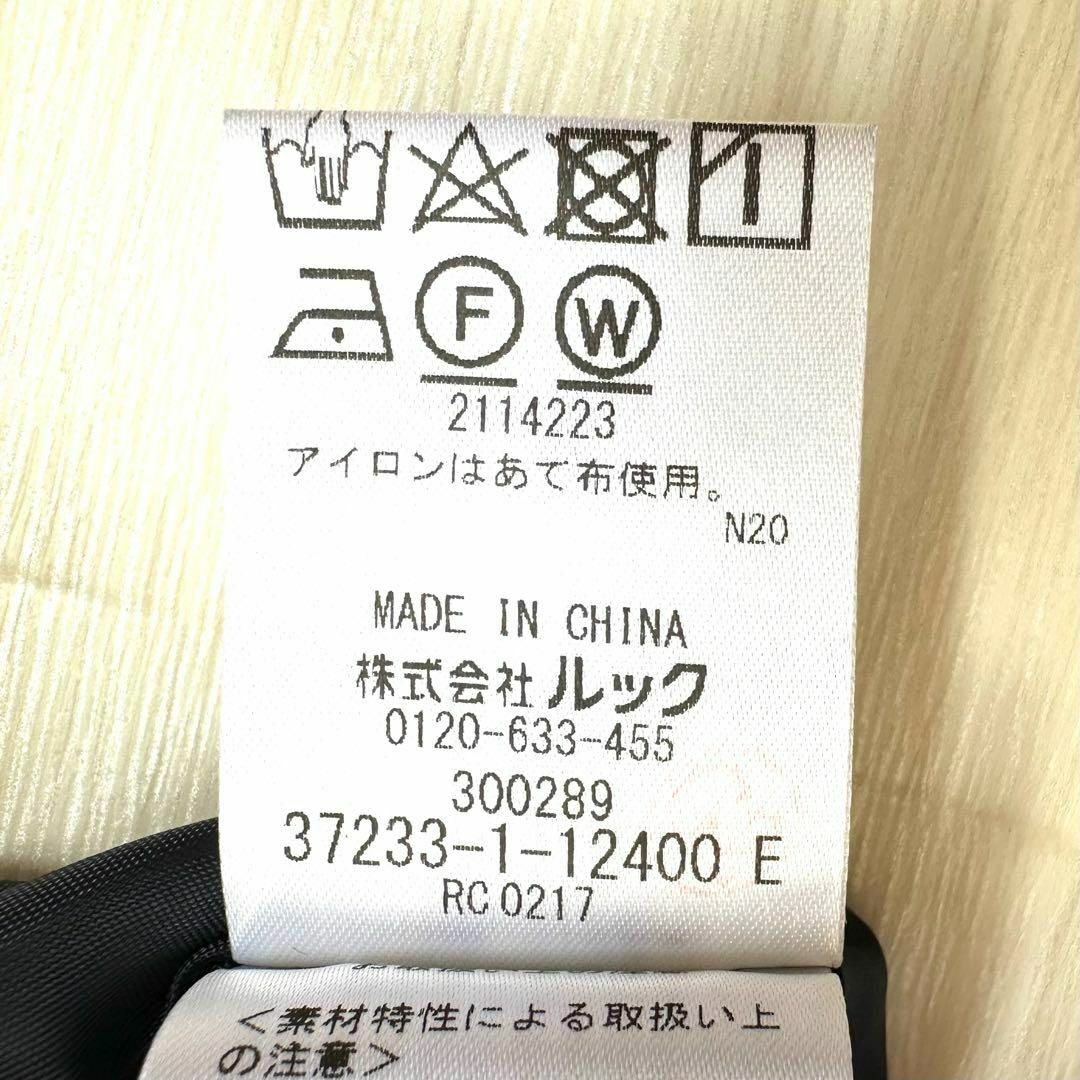 F W
2114223
アイロンはあて布使用。
N20
MADE IN CHINA
株式会社 ルック
0120-633-455
300289
37233-1-12400 E
RC0217
＜素材特性による取扱い上
の注意＞